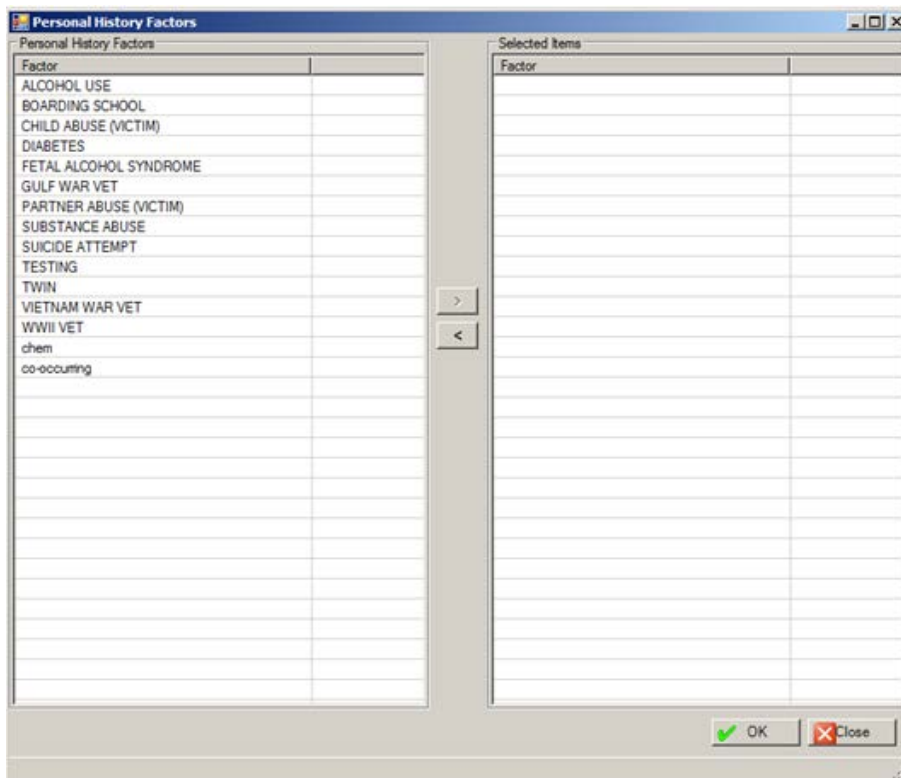 Personal History Factors
Personal History Factors
Factor
ALCOHOL USE
BOARDING SCHOOL
CHILD ABUSE (VICTIM)
DIABETES
FETAL ALCOHOL SYNDROME
GULF WAR VET
PARTNER ABUSE (VICTIM)
SUBSTANCE ABUSE
SUICIDE ATTEMPT
TESTING
TWIN
VIETNAM WAR VET
WWII VET
chem
co-occurring
>
<
Selected Items
Factor
OK
Close